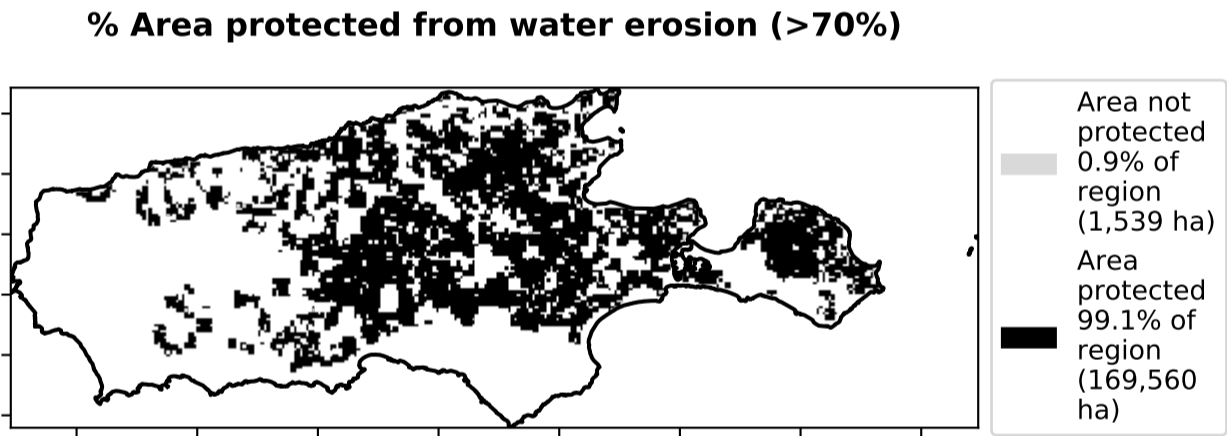 % Area protected from water erosion (>70%)
Area not
protected
0.9% of
region
(1,539 ha)
Area
protected
99.1% of
region
(169,560
ha)